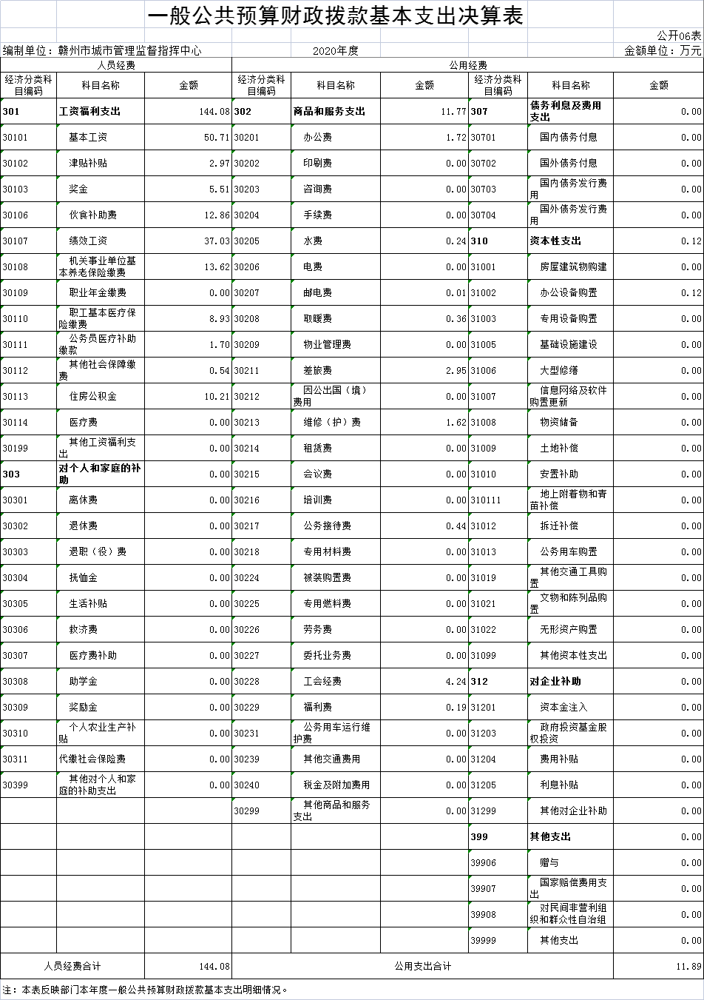 一般公共预算财政拨款基本支出决算表
公开06表
编制单位：赣州市城市管理监督指挥中心 2020年度 金额单位：万元
人员经费 公用经费
经济分类科目编码 科目名称 金额 经济分类科目编码 科目名称 金额 经济分类科目编码 科目名称 金额
301 工资福利支出 144.08 302 商品和服务支出 11.77 307 债务利息及费用支出 0.00
30101 基本工资 50.71 30201 办公费 1.72 30701 国内债务付息 0.00
30102 津贴补贴 2.97 30202 印刷费 0.00 30702 国外债务付息 0.00
30103 奖金 5.51 30203 咨询费 0.00 30703 国内债务发行费用 0.00
30106 伙食补助费 12.86 30204 手续费 0.00 30704 国外债务发行费用 0.00
30107 绩效工资 37.03 30205 水费 0.24 310 资本性支出 0.12
30108 机关事业单位基本养老保险缴费 13.62 30206 电费 0.00 31001 房屋建筑物购建 0.00
30109 职业年金缴费 0.00 30207 邮电费 0.01 31002 办公设备购置 0.12
30110 职工基本医疗保险缴费 8.93 30208 取暖费 0.36 31003 专用设备购置 0.00
30111 公务员医疗补助缴款 1.70 30209 物业管理费 0.00 31005 基础设施建设 0.00
30112 其他社会保障缴费 0.54 30211 差旅费 2.95 31006 大型修缮 0.00
30113 住房公积金 10.21 30212 因公出国（境）费用 0.00 31007 信息网络及软件购置更新 0.00
30114 医疗费 0.00 30213 维修（护）费 1.62 31008 物资储备 0.00
30199 其他工资福利支出 0.00 30214 租赁费 0.00 31009 土地补偿 0.00
303 对个人和家庭的补助 0.00 30215 会议费 0.00 31010 安置补助 0.00
30301 离休费 0.00 30216 培训费 0.00 310111 地上附着物和青苗补偿 0.00
30302 退休费 0.00 30217 公务接待费 0.44 31012 拆迁补偿 0.00
30303 退职（役）费 0.00 30218 专用材料费 0.00 31013 公务用车购置 0.00
30304 抚恤金 0.00 30224 被装购置费 0.00 31019 其他交通工具购置 0.00
30305 生活补贴 0.00 30225 专用燃料费 0.00 31021 文物和陈列品购置 0.00
30306 救济费 0.00 30226 劳务费 0.00 31022 无形资产购置 0.00
30307 医疗费补助 0.00 30227 委托业务费 0.00 31099 其他资本性支出 0.00
30308 助学金 0.00 30228 工会经费 4.24 312 对企业补助 0.00
30309 奖励金 0.00 30229 福利费 0.19 31201 资本金注入 0.00
30310 个人农业生产补贴 0.00 30231 公务用车运行维护费 0.00 31203 政府投资基金股权投资 0.00
30311 代缴社会保险费 0.00 30239 其他交通费用 0.00 31204 费用补贴 0.00
30399 其他对个人和家庭的补助支出 0.00 30240 税金及附加费用 0.00 31205 利息补贴 0.00
30299 其他商品和服务支出 0.00 31299 其他对企业补助 0.00
399 其他支出 0.00
39906 赠与 0.00
39907 国家赔偿费用支出 0.00
39908 对民间非营利组织和群众性自治组 0.00
39999 其他支出 0.00
人员经费合计 144.08 公用支出合计 11.89
注：本表反映部门本年度一般公共预算财政拨款基本支出明细情况。